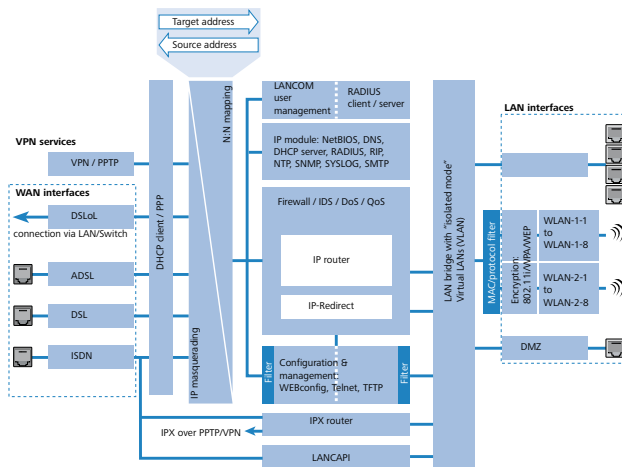 Target address
Source address
LANCOM
user
management
RADIUS
client / server
LAN interfaces
N:N mapping
IP module: NetBIOS, DNS,
DHCP server, RADIUS, RIP,
NTP, SNMP, SYSLOG, SMTP
VPN services
VPN / PPTP
WAN interfaces
DSLoL
connection via LAN/Switch
ADSL
DSL
ISDN
DHCP client / PPP
IP masquerading
Firewall / IDS / DoS / QoS
IP router
IP-Redirect
Filter
Configuration &
management:
WEBconfig, Telnet, TFTP
Filter
IPX router
IPX over PPTP/VPN
LANCAPI
LAN bridge with "isolated mode"
Virtual LANs (VLAN)
MAC/protocol filter
Encryption:
802.11i/WPA/WEP
WLAN-1-1
to
WLAN-1-8
WLAN-2-1
to
WLAN-2-8
DMZ